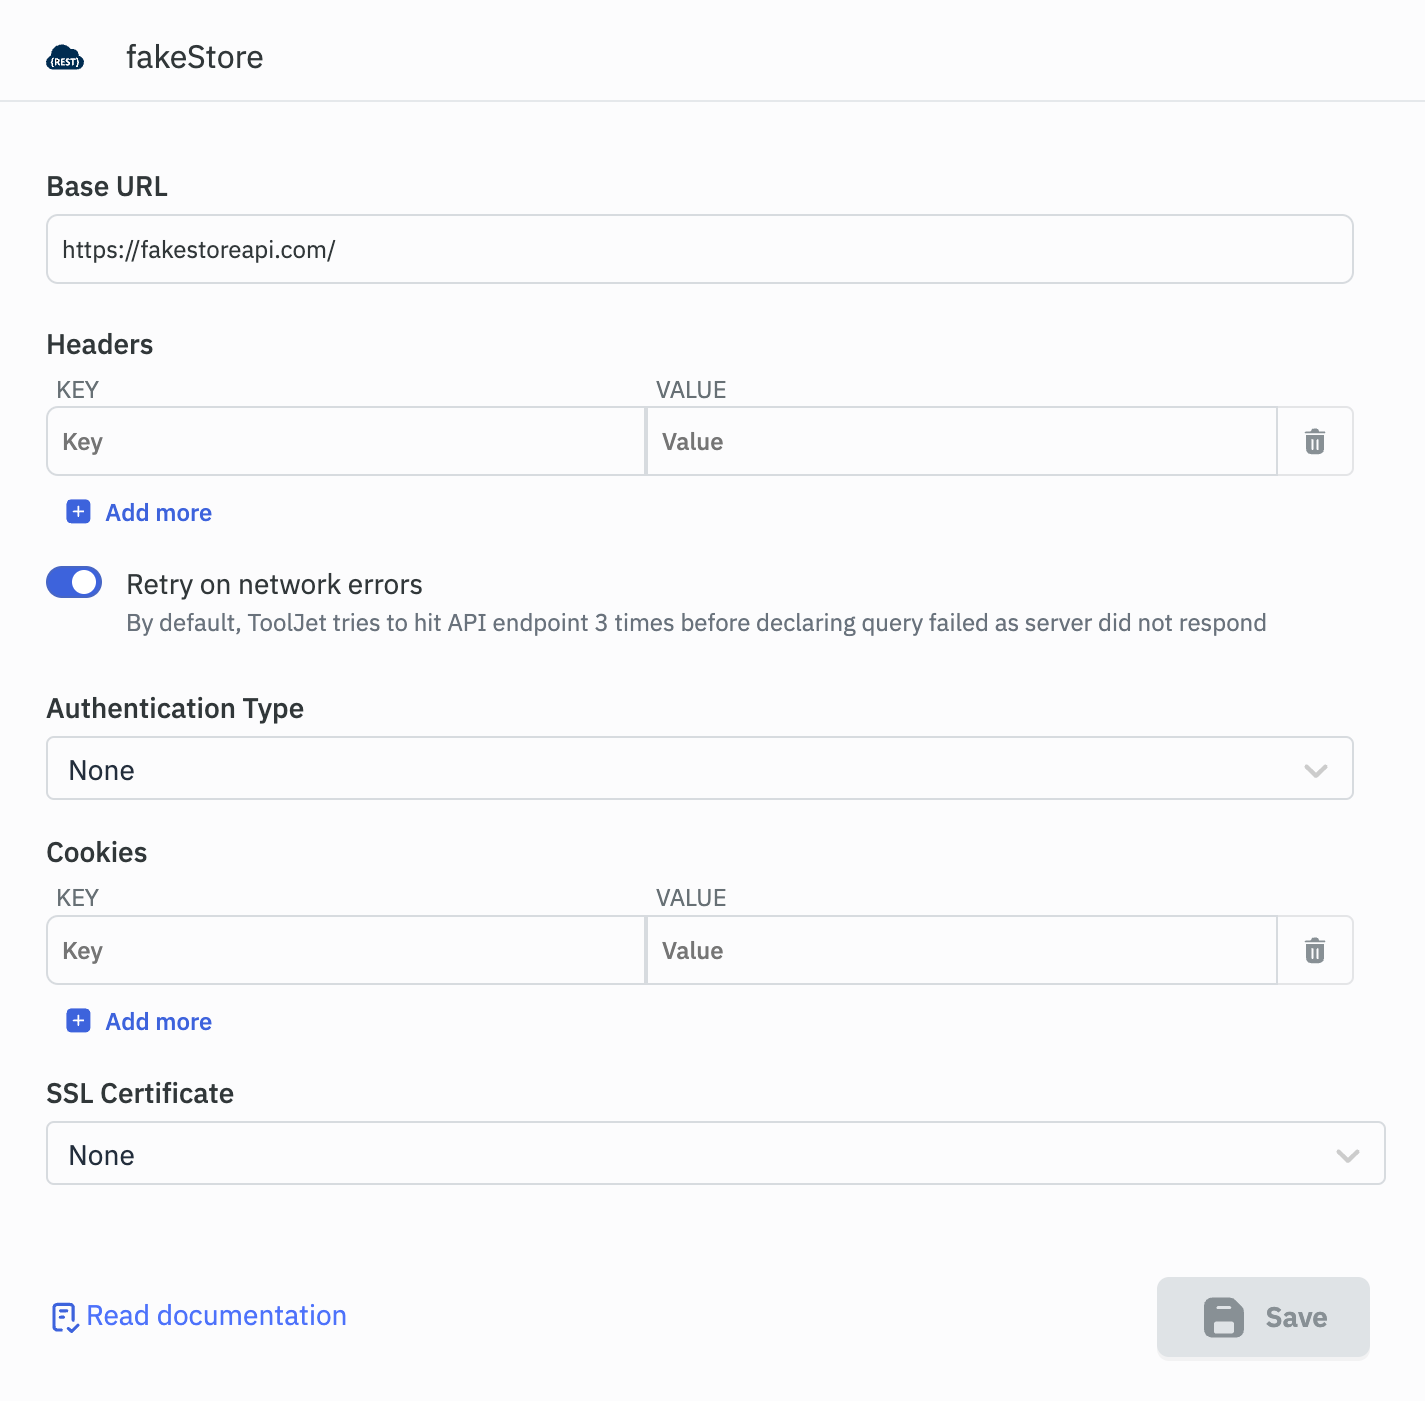 {REST}
fakeStore
Base URL
https://fakestoreapi.com/
Headers
KEY VALUE
Key Value
Add more
Retry on network errors
By default, ToolJet tries to hit API endpoint 3 times before declaring query failed as server did not respond
Authentication Type
None
Cookies
KEY VALUE
Key Value
Add more
SSL Certificate
None
Read documentation
Save